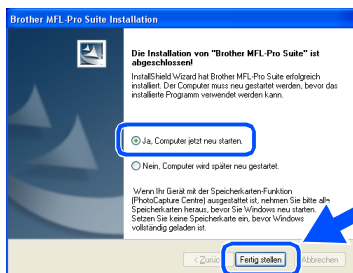 Brother MFL-Pro Suite Installation
Die Installation von "Brother MFL-Pro Suite" ist
abgeschlossen!
InstallShield Wizard hat Brother MFL-Pro Suite erfolgreich
installiert. Der Computer muss neu gestartet werden, bevor das
installierte Programm verwendet werden kann.
Ja, Computer jetzt neu starten.
Nein, Computer wird später neu gestartet.
Wenn Ihr Gerät mit der Speicherkarten-Funktion
(PhotoCapture Centre) ausgestattet ist, nehmen Sie bitte alle
Speicherkarten heraus, bevor Sie Windows neu starten.
Setzen Sie keine Speicherkarte ein, bevor Windows
vollständig geladen ist.
< Zurück Fertig stellen Abbrechen